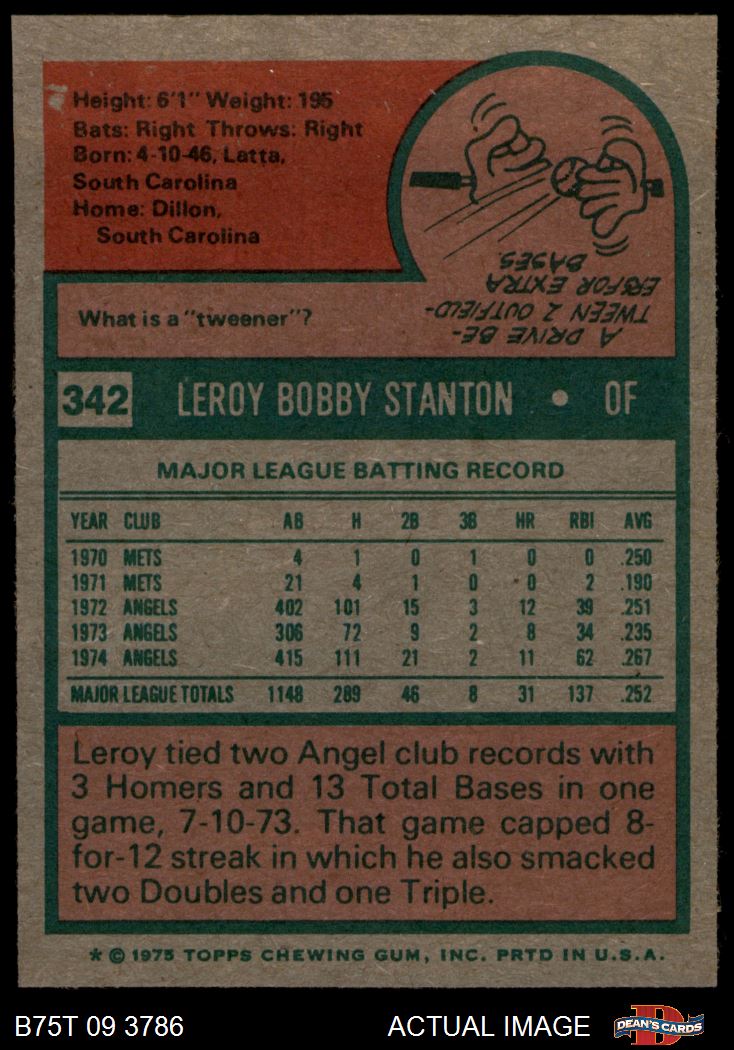 Height: 6'1" Weight: 195
Bats: Right Throws: Right
Born: 4-10-46, Latta,
South Carolina
Home: Dillon,
South Carolina
What is a "tweener"?
A DRIVE BE-
TWEEN 2 OUTFIELD-
ERS FOR EXTRA
BASES
342 LEROY BOBBY STANTON • OF
MAJOR LEAGUE BATTING RECORD
YEAR CLUB AB H 2B 3B HR RBI AVG
1970 METS 4 1 0 1 0 0 .250
1971 METS 21 4 1 0 0 2 .190
1972 ANGELS 402 101 15 3 12 39 .251
1973 ANGELS 306 72 9 2 8 34 .235
1974 ANGELS 415 111 21 2 11 62 .267
MAJOR LEAGUE TOTALS 1148 289 46 8 31 137 .252
Leroy tied two Angel club records with
3 Homers and 13 Total Bases in one
game, 7-10-73. That game capped 8-
for-12 streak in which he also smacked
two Doubles and one Triple.
* © 1975 TOPPS CHEWING GUM, INC. PRTD IN U.S.A.
B75T 09 3786 ACTUAL IMAGE DEAN'S CARDS